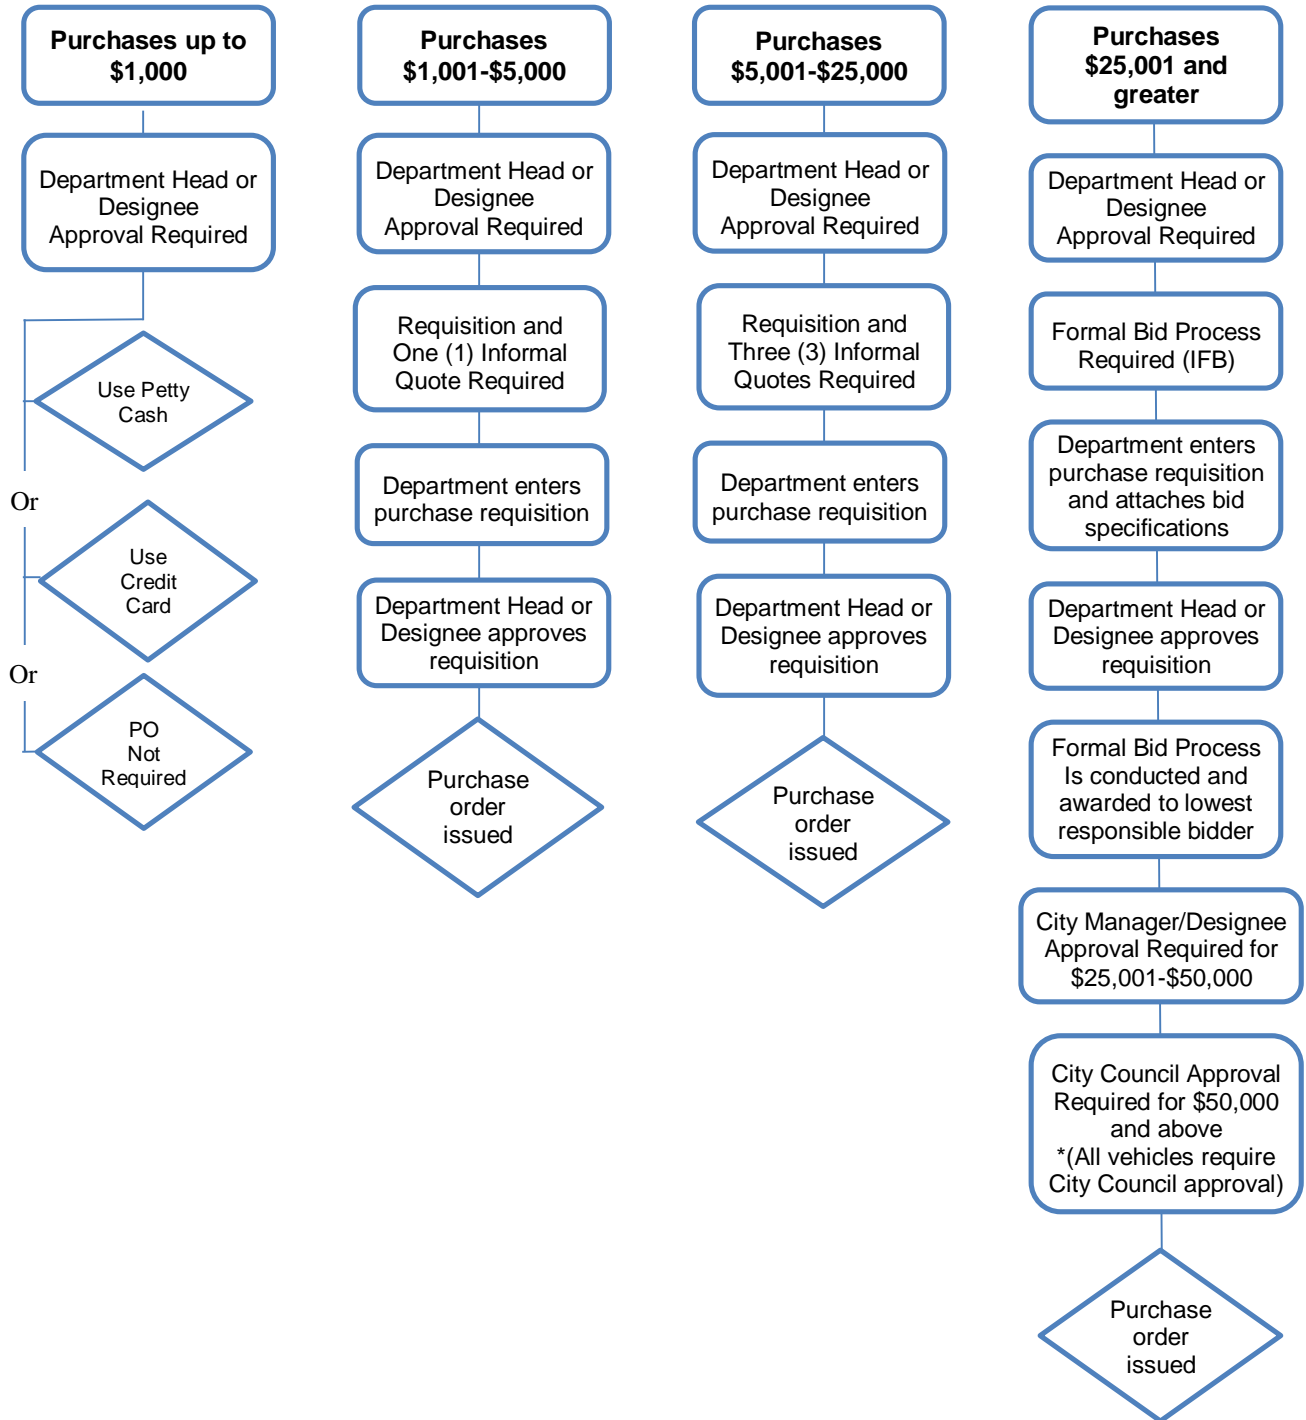 Purchases up to
$1,000
Department Head or
Designee
Approval Required
Use Petty
Cash
Or
Use
Credit
Card
Or
PO
Not
Required
Purchases
$1,001-$5,000
Department Head or
Designee
Approval Required
Requisition and
One (1) Informal
Quote Required
Department enters
purchase requisition
Department Head or
Designee approves
requisition
Purchase
order
issued
Purchases
$5,001-$25,000
Department Head or
Designee
Approval Required
Requisition and
Three (3) Informal
Quotes Required
Department enters
purchase requisition
Department Head or
Designee approves
requisition
Purchase
order
issued
Purchases
$25,001 and
greater
Department Head or
Designee
Approval Required
Formal Bid Process
Required (IFB)
Department enters
purchase requisition
and attaches bid
specifications
Department Head or
Designee approves
requisition
Formal Bid Process
Is conducted and
awarded to lowest
responsible bidder
City Manager/Designee
Approval Required for
$25,001-$50,000
City Council Approval
Required for $50,000
and above
*(All vehicles require
City Council approval)
Purchase
order
issued